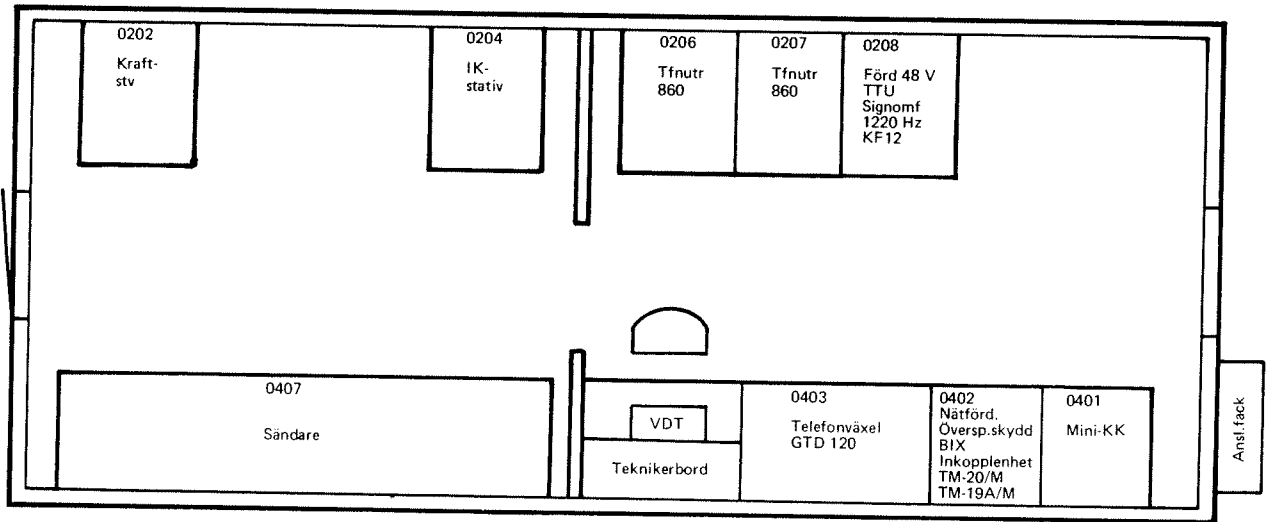 0202
Kraft-
stv
0204
IK-
stativ
0206
Tfnutr
860
0207
Tfnutr
860
0208
Förd 48 V
TTU
Signomf
1220 Hz
KF12
0407
Sändare
VDT
Teknikerbord
0403
Telefonväxel
GTD 120
0402
Nätförd.
Översp.skydd
BIX
Inkopplenhet
TM-20/M
TM-19A/M
0401
Mini-KK
Ansl.fack